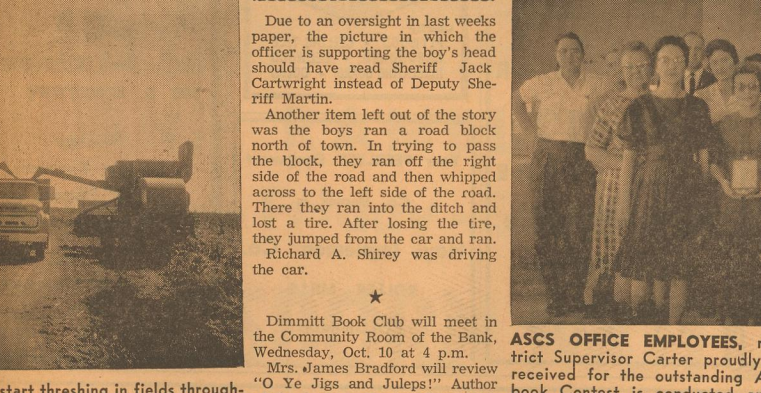 Due to an oversight in last weeks
paper, the picture in which the
officer is supporting the boy's head
should have read Sheriff Jack
Cartwright instead of Deputy She-
riff Martin.
Another item left out of the story
was the boys ran a road block
north of town. In trying to pass
the block, they ran off the right
side of the road and then whipped
across to the left side of the road.
There they ran into the ditch and
lost a tire. After losing the tire,
they jumped from the car and ran.
Richard A. Shirey was driving
the car.
★
Dimmitt Book Club will meet in
the Community Room of the Bank,
Wednesday, Oct. 10 at 4 p.m.
Mrs. James Bradford will review
"O Ye Jigs and Juleps!" Author
start threshing in fields through-
ASCS OFFICE EMPLOYEES,
trict Supervisor Carter proudly
received for the outstanding A
book Contest is conducted